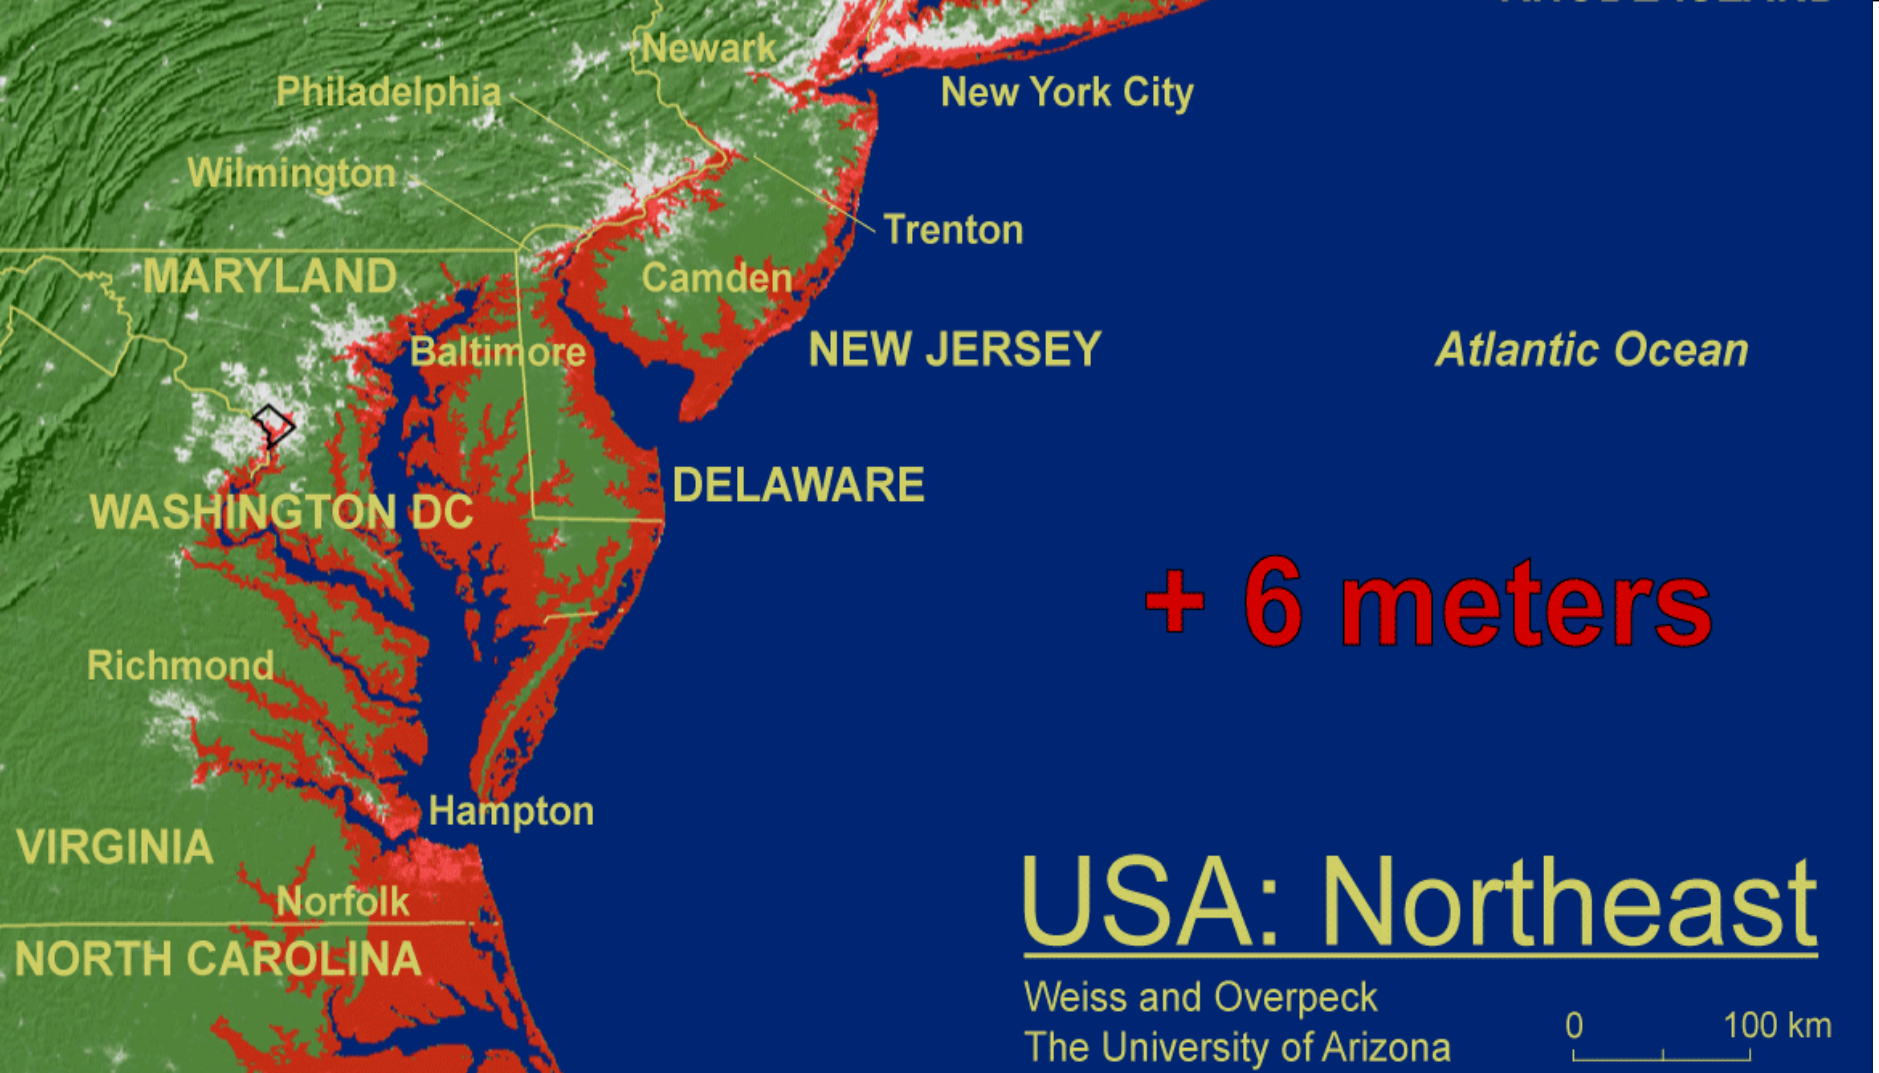 Newark
Philadelphia
New York City
Wilmington
Trenton
MARYLAND
Camden
Baltimore
NEW JERSEY
Atlantic Ocean
DELAWARE
WASHINGTON DC
+ 6 meters
Richmond
Hampton
VIRGINIA
Norfolk
NORTH CAROLINA
USA: Northeast
Weiss and Overpeck
The University of Arizona
0 100 km